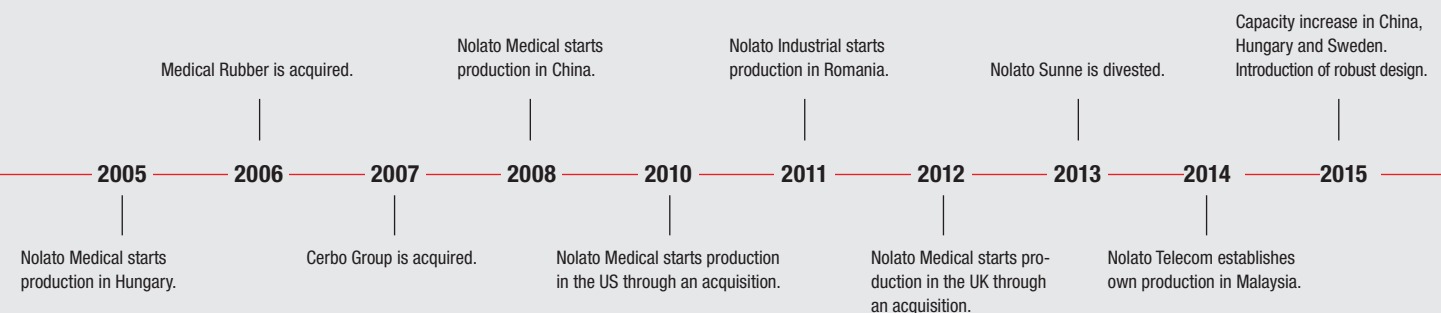 Capacity increase in China,
Hungary and Sweden.
Introduction of robust design.
Nolato Medical starts
production in China.
Nolato Industrial starts
production in Romania.
Medical Rubber is acquired.
Nolato Sunne is divested.
2005 2006 2007 2008 2010 2011 2012 2013 2014 2015
Nolato Medical starts
production in Hungary.
Cerbo Group is acquired.
Nolato Medical starts production
in the US through an acquisition.
Nolato Medical starts pro-
duction in the UK through
an acquisition.
Nolato Telecom establishes
own production in Malaysia.